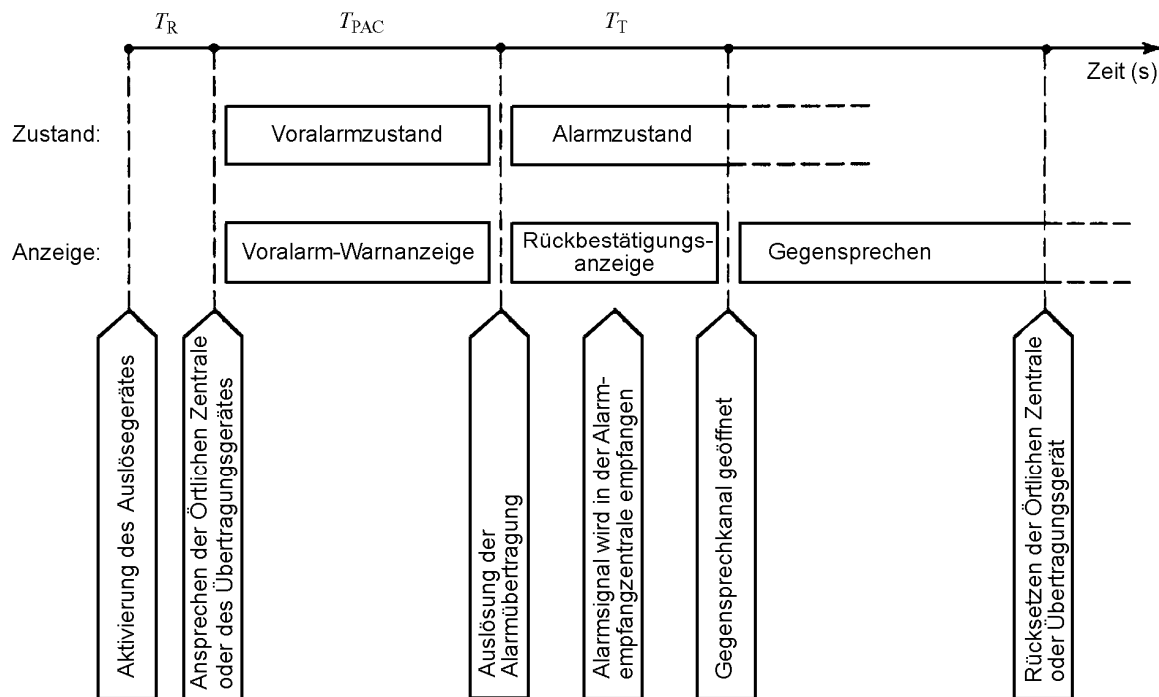 T_R T_PAC T_T
Zeit (s)
Zustand:
Voralarmzustand
Alarmzustand
Anzeige:
Voralarm-Warnanzeige
Rückbestätigungs-
anzeige
Gegensprechen
Aktivierung des Auslösegerätes
Ansprechen der Örtlichen Zentrale
oder des Übertragungsgerätes
Auslösung der
Alarmübertragung
Alarmsignal wird in der Alarm-
empfangzentrale empfangen
Gegensprechkanal geöffnet
Rücksetzen der Örtlichen Zentrale
oder Übertragungsgerät